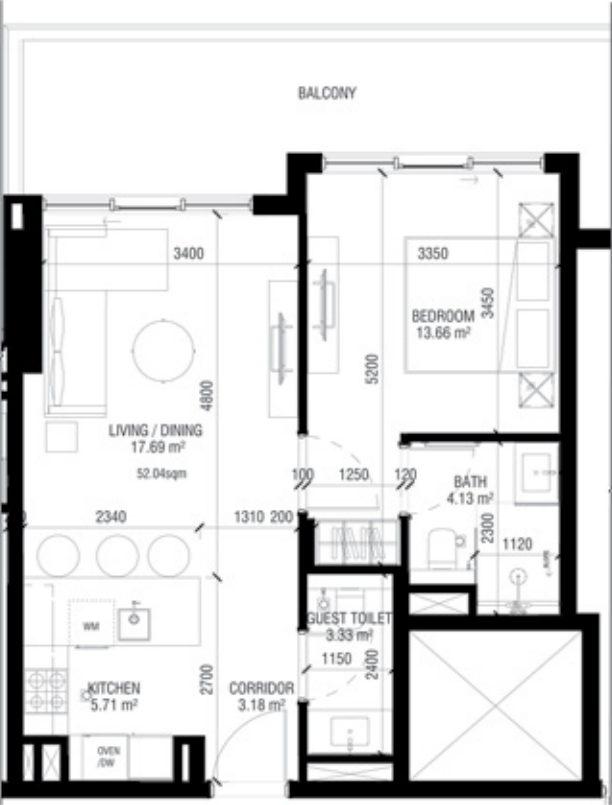 BALCONY
3400
3350
BEDROOM
13.66 m²
3450
5200
4800
LIVING / DINING
17.69 m²
52.04sqm
100 1250 120
BATH
4.13 m²
2340
1310 200
2300
1120
GUEST TOILET
3.33 m²
WM
1150
2400
2700
KITCHEN
5.71 m²
CORRIDOR
3.18 m²
OVEN
/DW